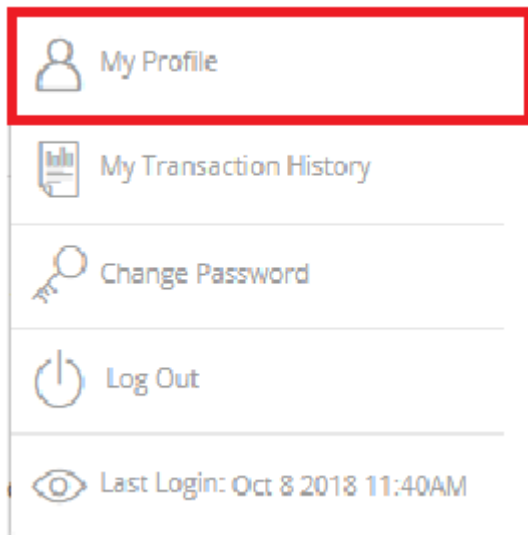 My Profile
My Transaction History
Change Password
Log Out
Last Login: Oct 8 2018 11:40AM